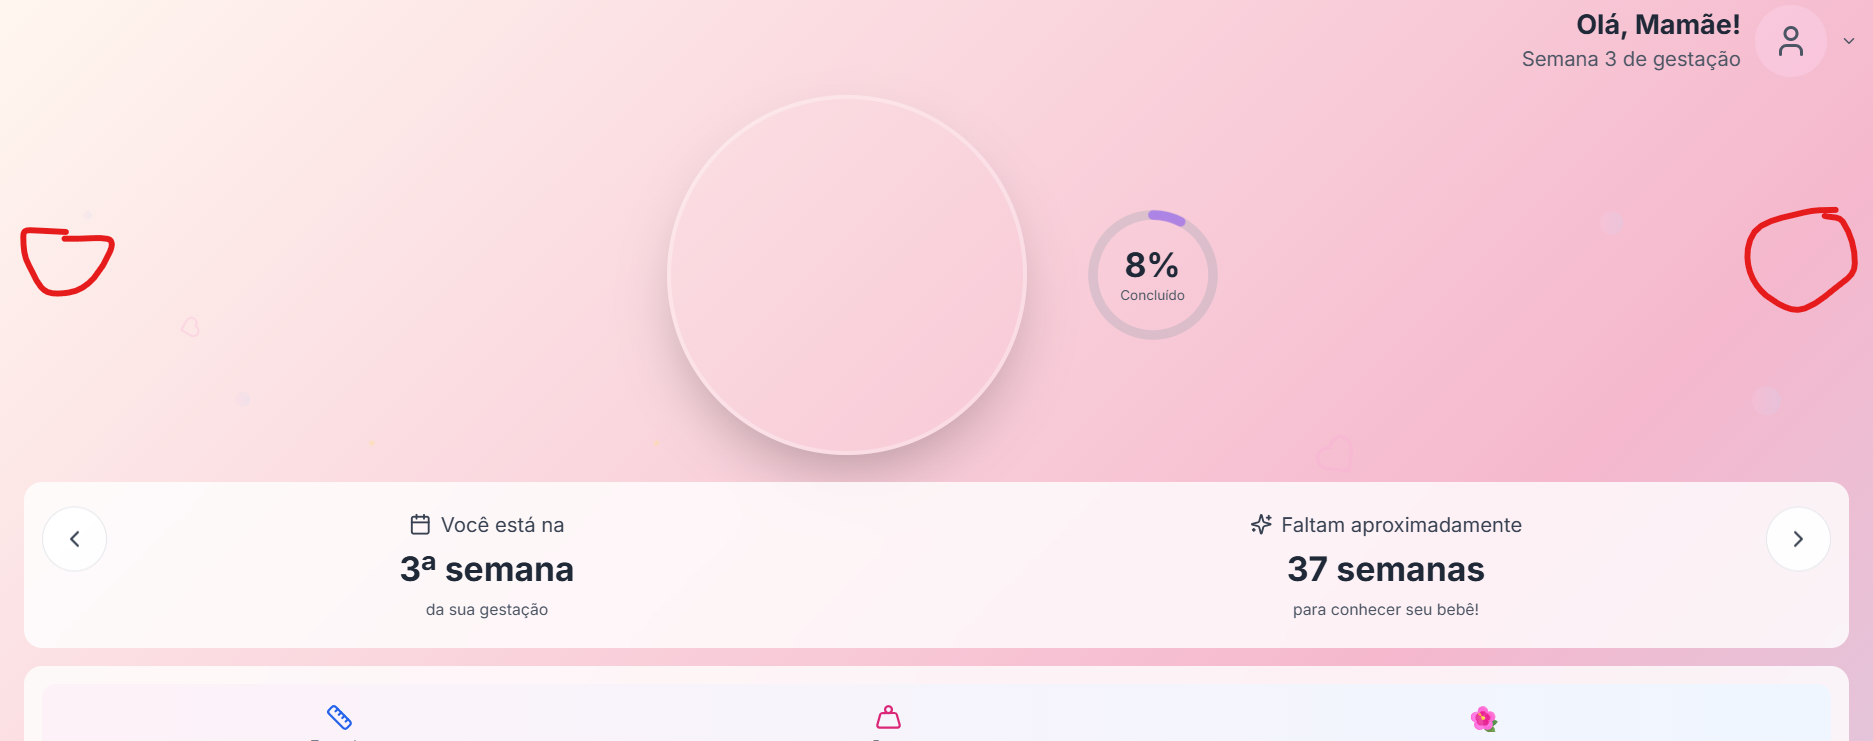 Olá, Mamãe!
Semana 3 de gestação
8%
Concluído
Você está na
3ª semana
da sua gestação
Faltam aproximadamente
37 semanas
para conhecer seu bebê!